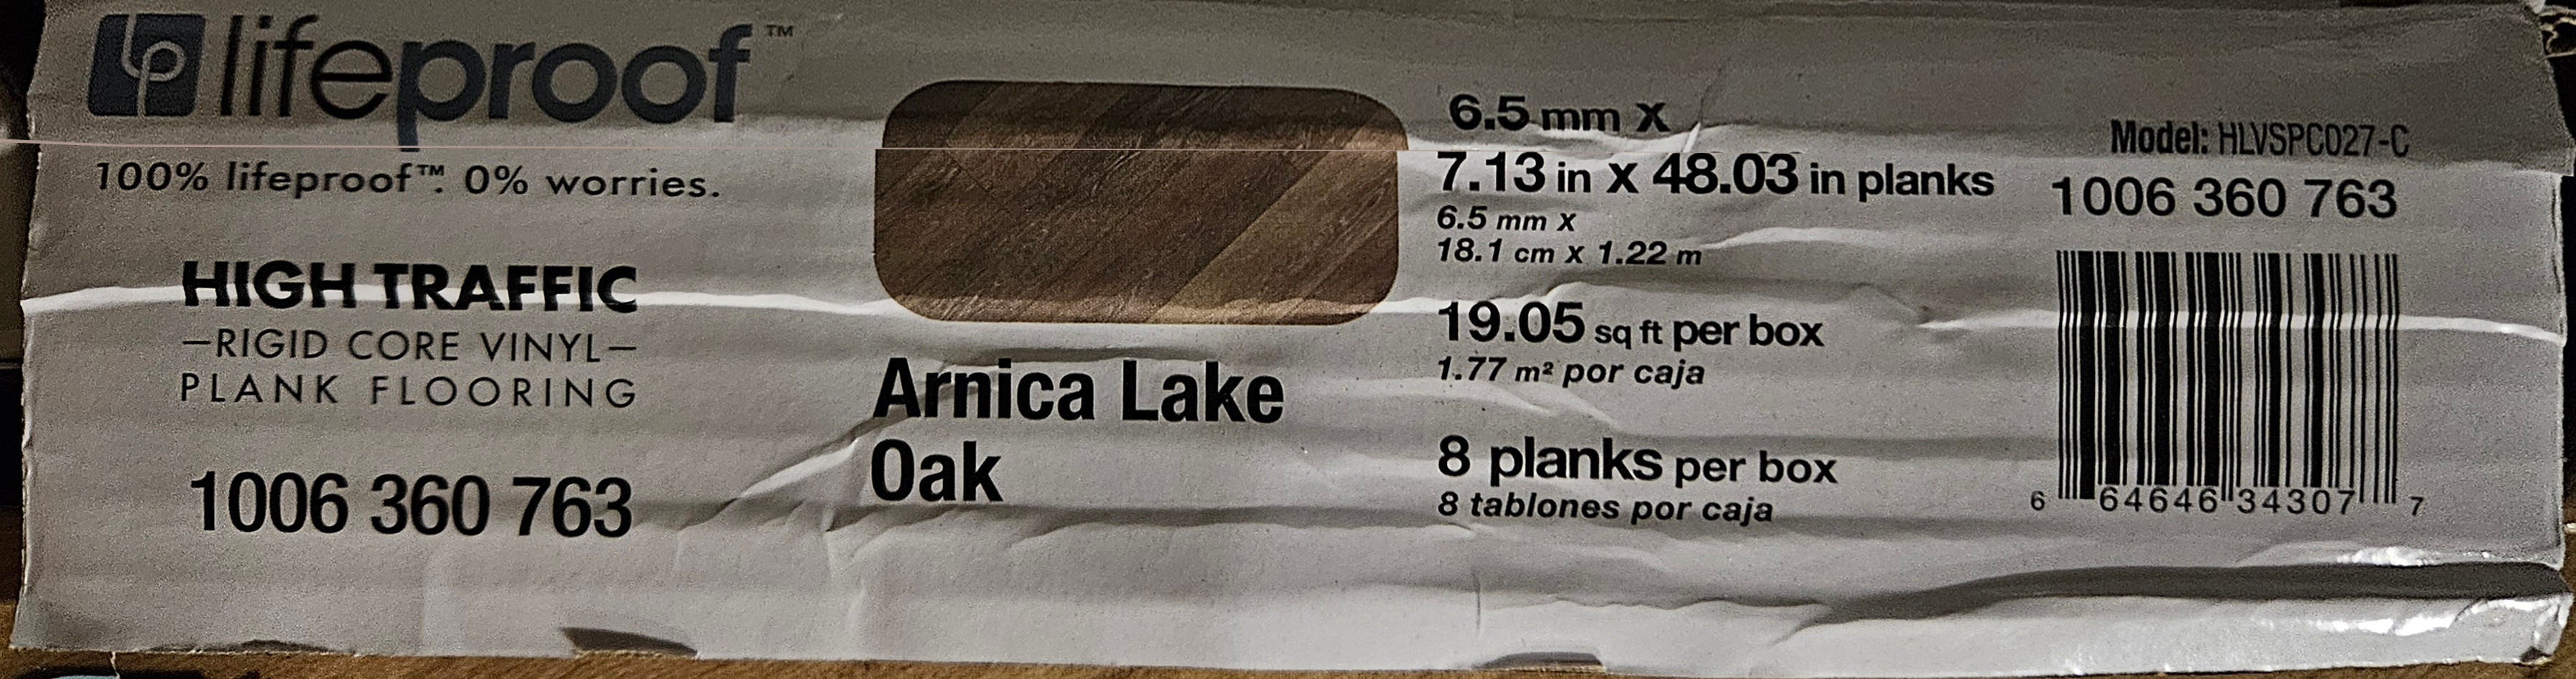 lifeproof™
100% lifeproof™. 0% worries.
HIGH TRAFFIC
—RIGID CORE VINYL—
PLANK FLOORING
1006 360 763
Arnica Lake
Oak
6.5 mm x
7.13 in x 48.03 in planks
6.5 mm x
18.1 cm x 1.22 m
19.05 sq ft per box
1.77 m² por caja
8 planks per box
8 tablones por caja
Model: HLVSPC027-C
1006 360 763
6 64646 34307 7